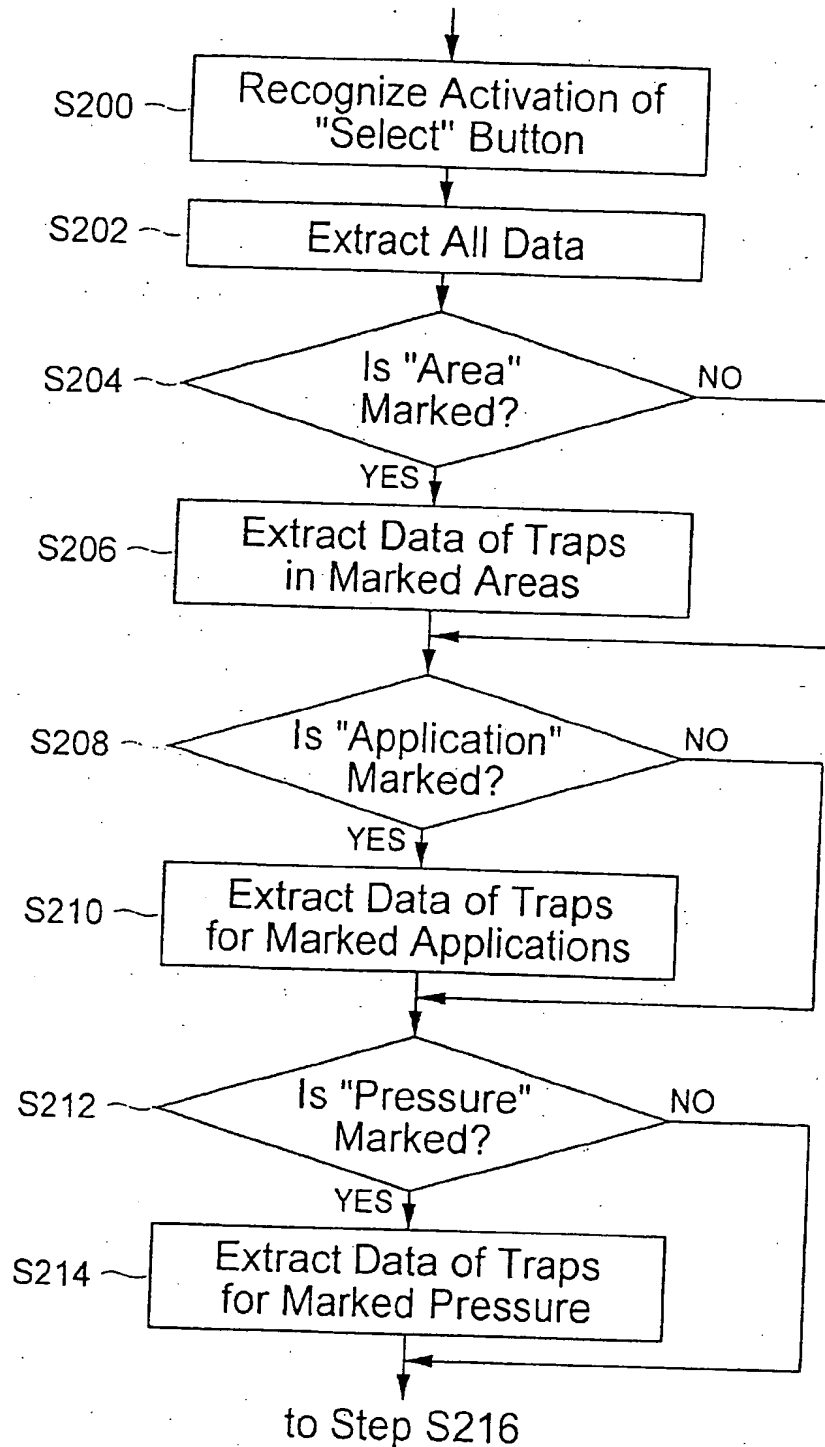 S200
Recognize Activation of
"Select" Button
S202
Extract All Data
S204
Is "Area"
Marked?
NO
YES
S206
Extract Data of Traps
in Marked Areas
S208
Is "Application"
Marked?
NO
YES
S210
Extract Data of Traps
for Marked Applications
S212
Is "Pressure"
Marked?
NO
YES
S214
Extract Data of Traps
for Marked Pressure
to Step S216